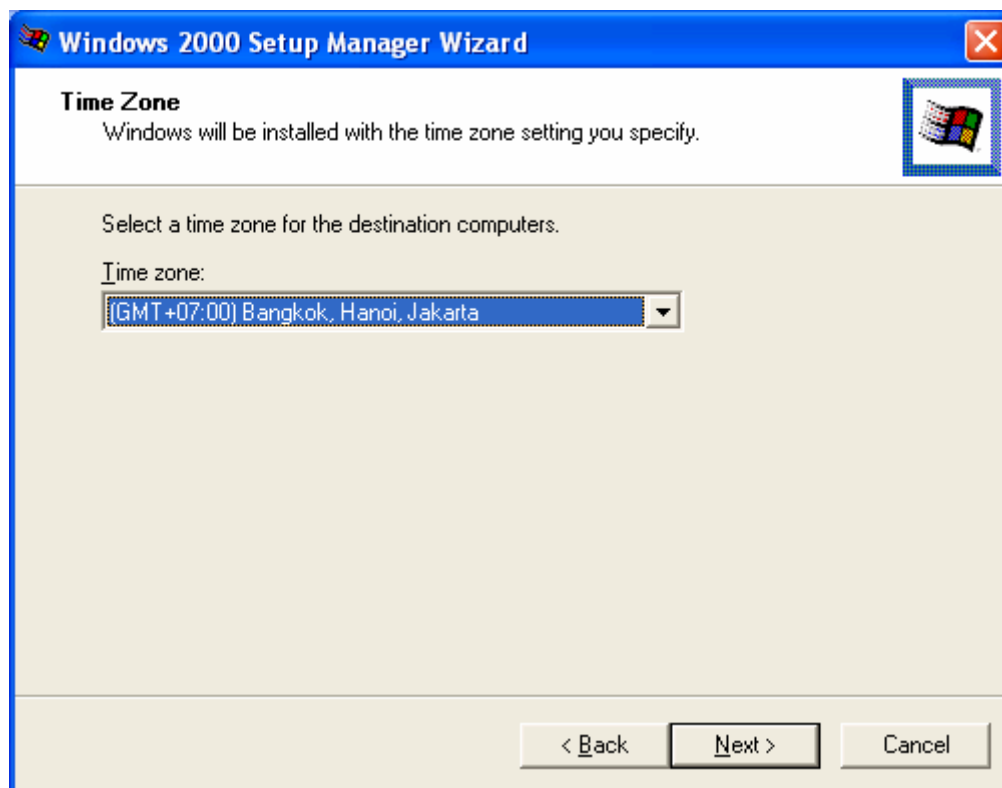 Windows 2000 Setup Manager Wizard
Time Zone
Windows will be installed with the time zone setting you specify.
Select a time zone for the destination computers.
Time zone:
(GMT+07:00) Bangkok, Hanoi, Jakarta
< Back
Next >
Cancel